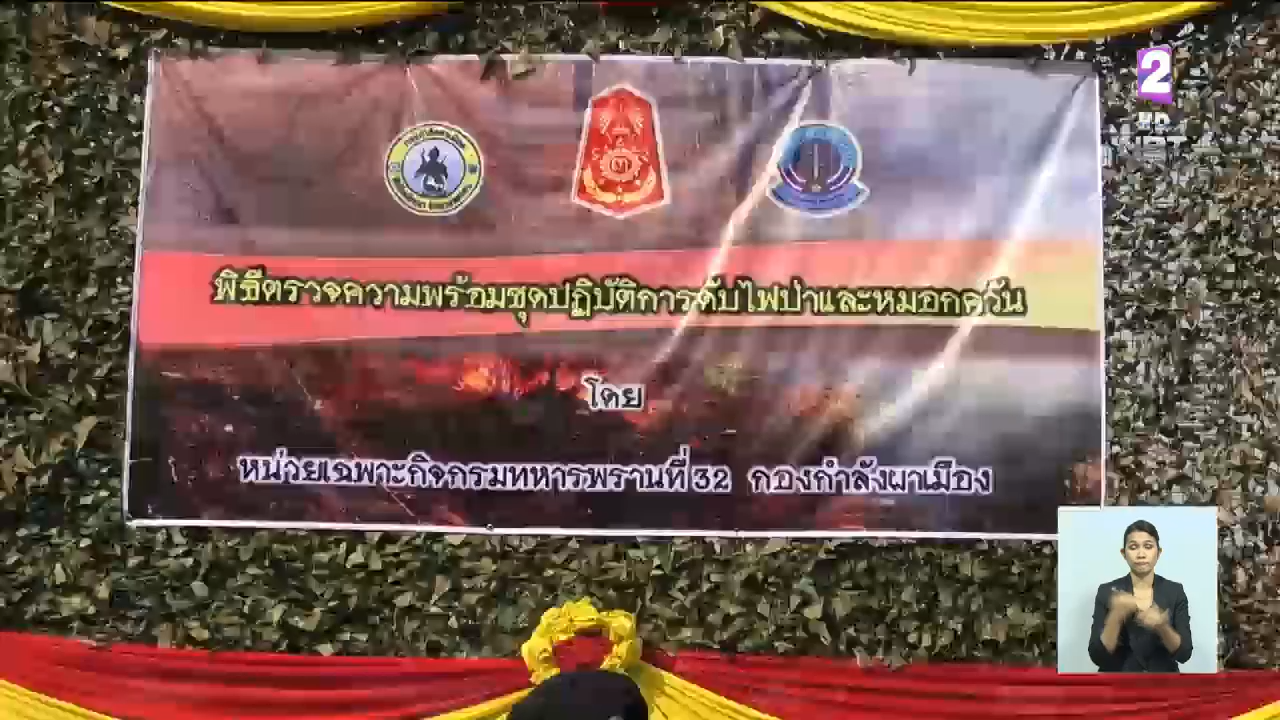 2
พิธีตรวจความพร้อมชุดปฏิบัติการดับไฟป่าและหมอกควัน
โดย
หน่วยเฉพาะกิจกรมทหารพรานที่ 32 กองกำลังผาเมือง